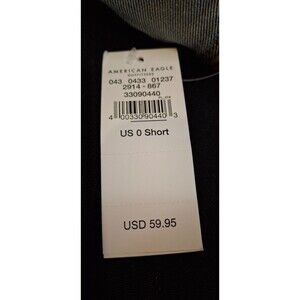 AMERICAN EAGLE
OUTFITTERS
043 0433 01237
2914 - 867
33090440
4 00330 90440 3
US 0 Short
USD 59.95